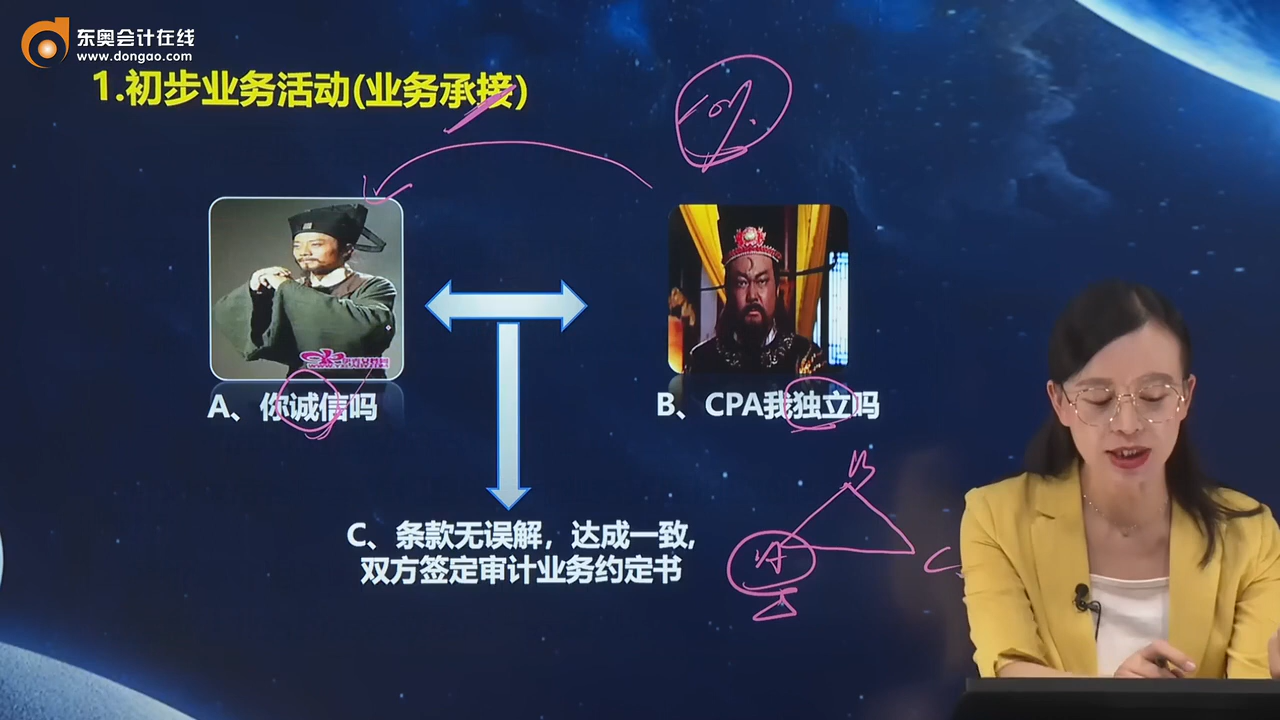 东奥会计在线
www.dongao.com
1.初步业务活动(业务承接)
A、你诚信吗
B、CPA我独立吗
B
C、条款无误解，达成一致,
双方签定审计业务约定书
C